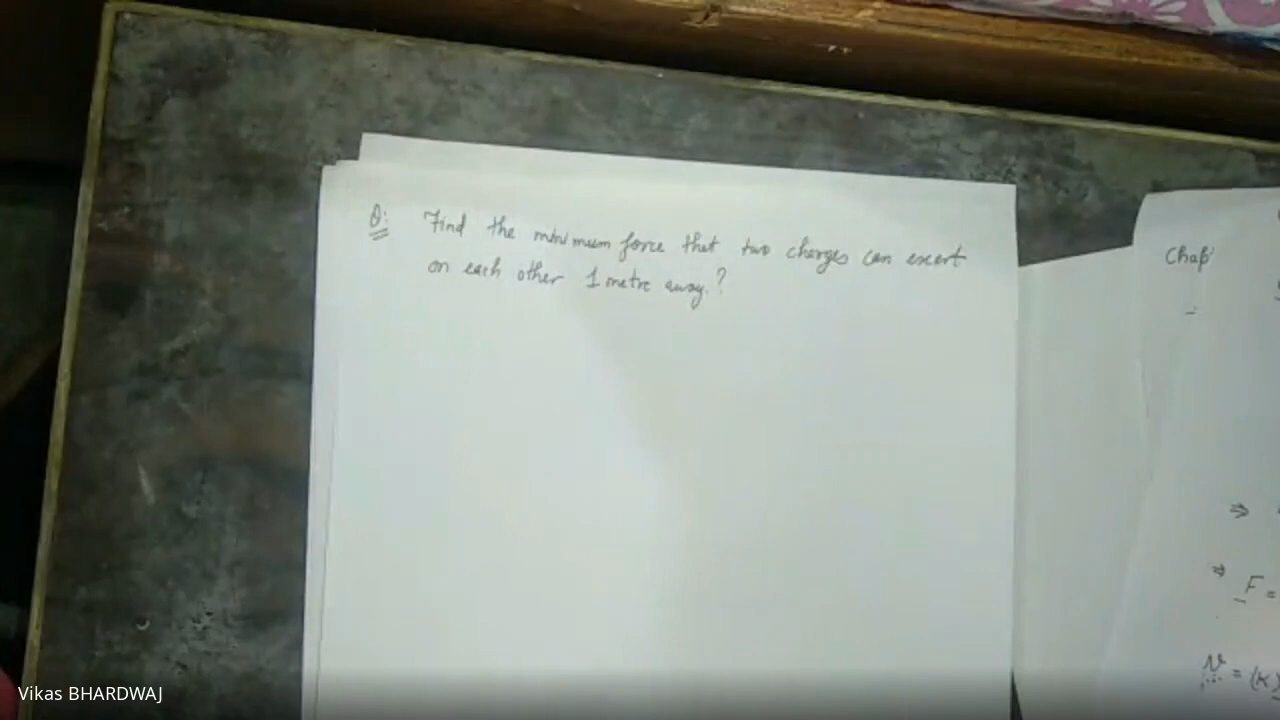 Q: Find the minimum force that two charges can exert
on each other 1 metre away.?
Chap
⇒
⇒ F =
N = (K)
Vikas BHARDWAJ